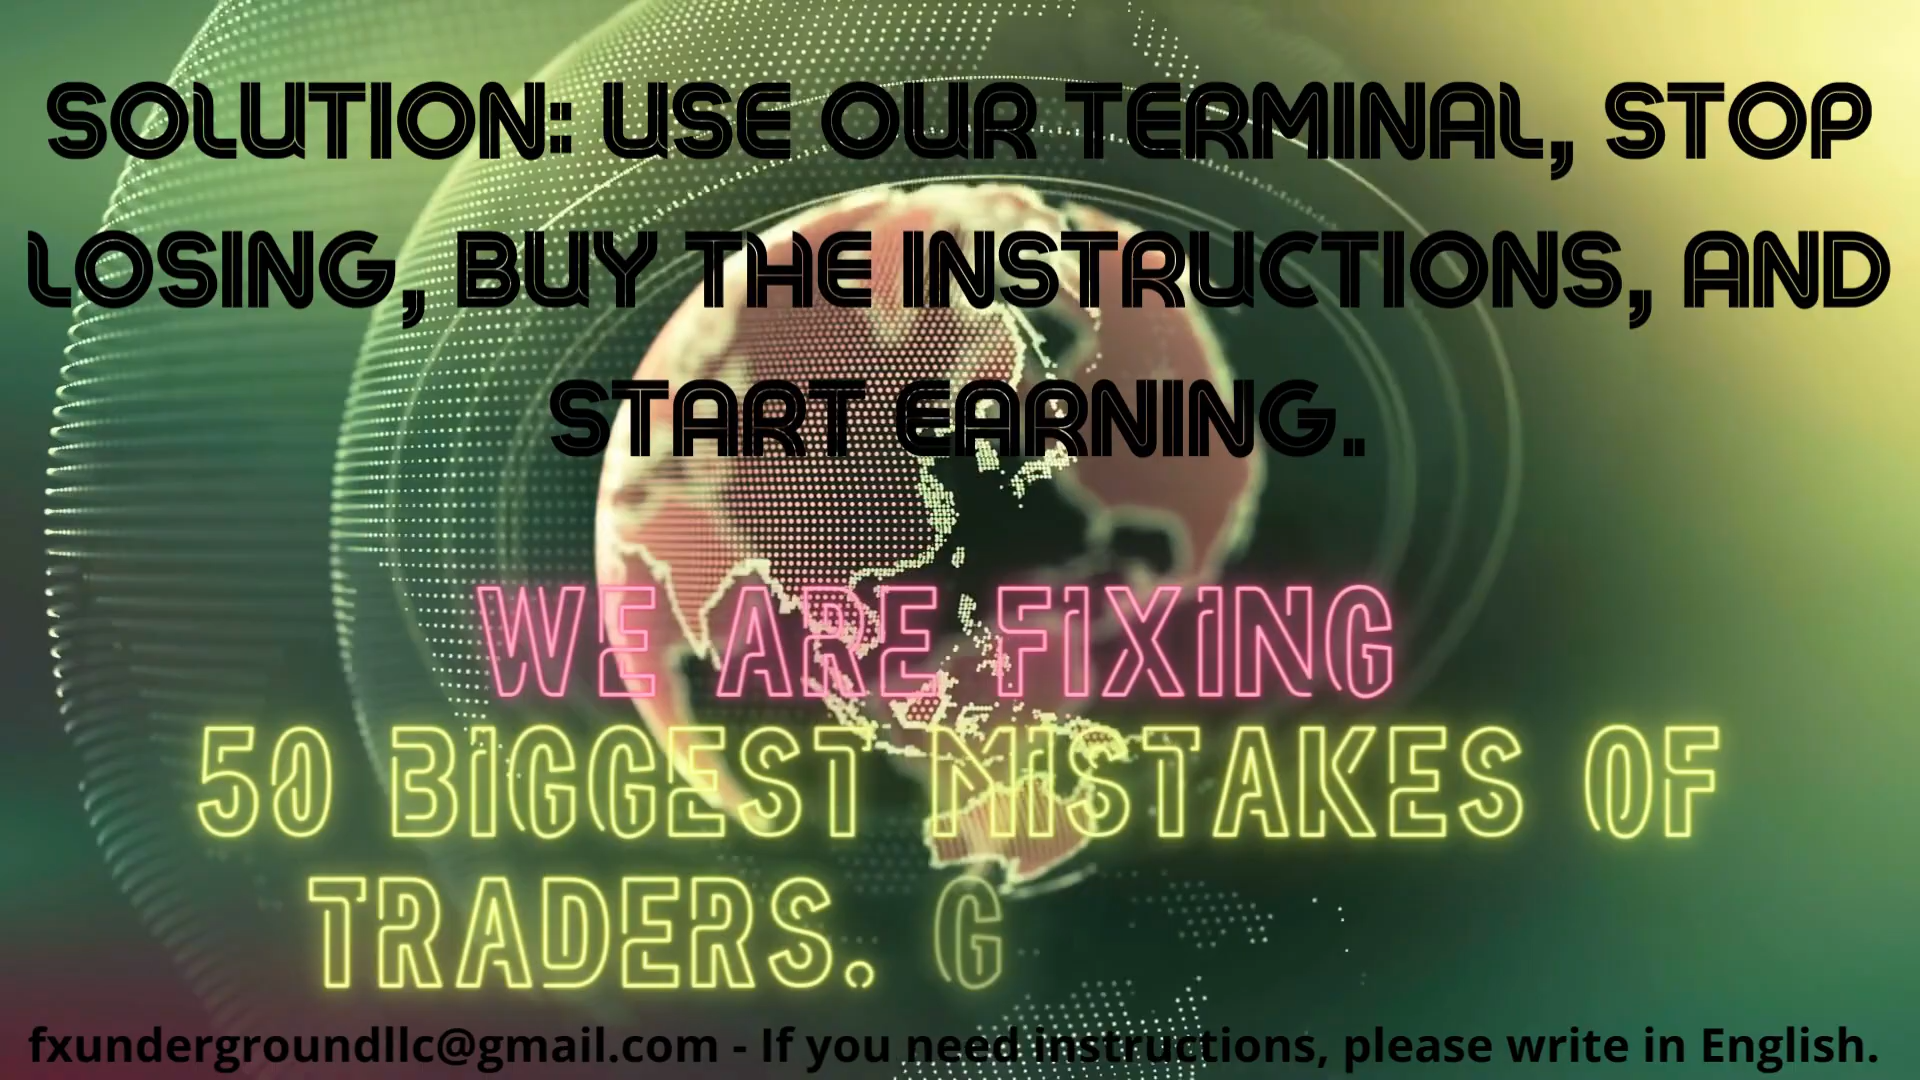 SOLUTION: USE OUR TERMINAL, STOP
LOSING, BUY THE INSTRUCTIONS, AND
START EARNING.
WE ARE FIXING
50 BIGGEST MISTAKES OF
TRADERS. G
fxundergroundllc@gmail.com - If you need instructions, please write in English.